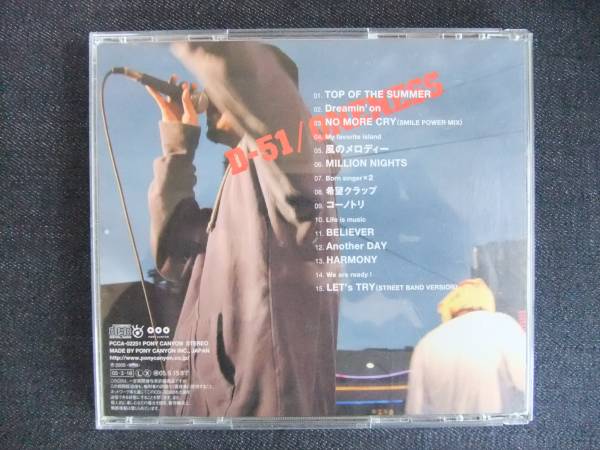 D-51/ONENESS
01. TOP OF THE SUMMER
02. Dreamin' on
03. NO MORE CRY (SMILE POWER MIX)
04. My favorite island
05. 風のメロディー
06. MILLION NIGHTS
07. Born singer×2
08. 希望クラップ
09. コーノトリ
10. Life is music
11. BELIEVER
12. Another DAY
13. HARMONY
14. We are ready !
15. LET's TRY (STREET BAND VERSION)
PCCA-02251 PONY CANYON STEREO
MADE BY PONY CANYON INC., JAPAN
http://www.ponycanyon.co.jp/